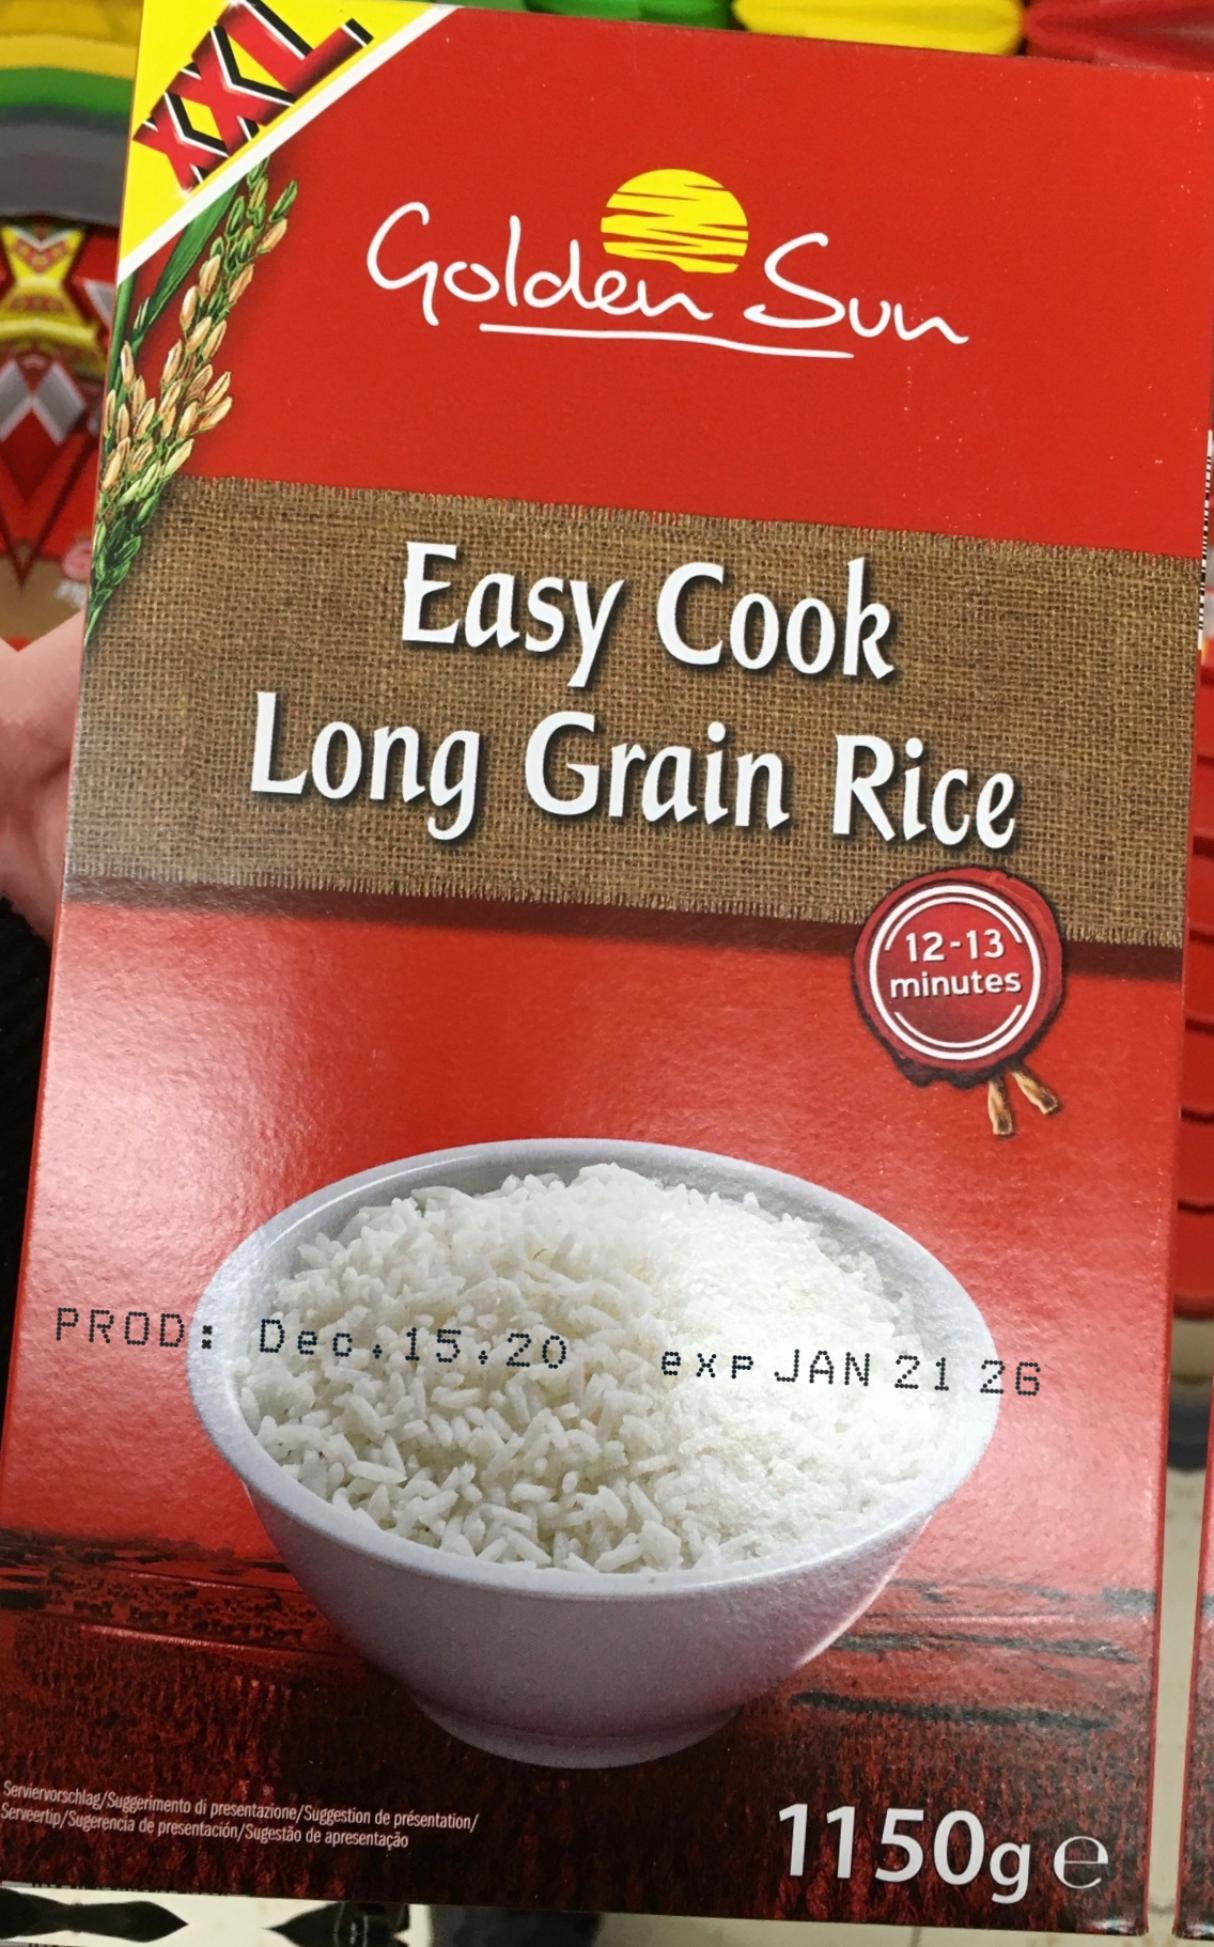 XXL
Golden Sun
Easy Cook
Long Grain Rice
12-13
minutes
PROD: Dec.15.20 exp JAN 21 26
Serviervorschlag/Suggerimento di presentazione/Suggestion de présentation/
Serveertip/Sugerencia de presentación/Sugestão de apresentação
1150g e